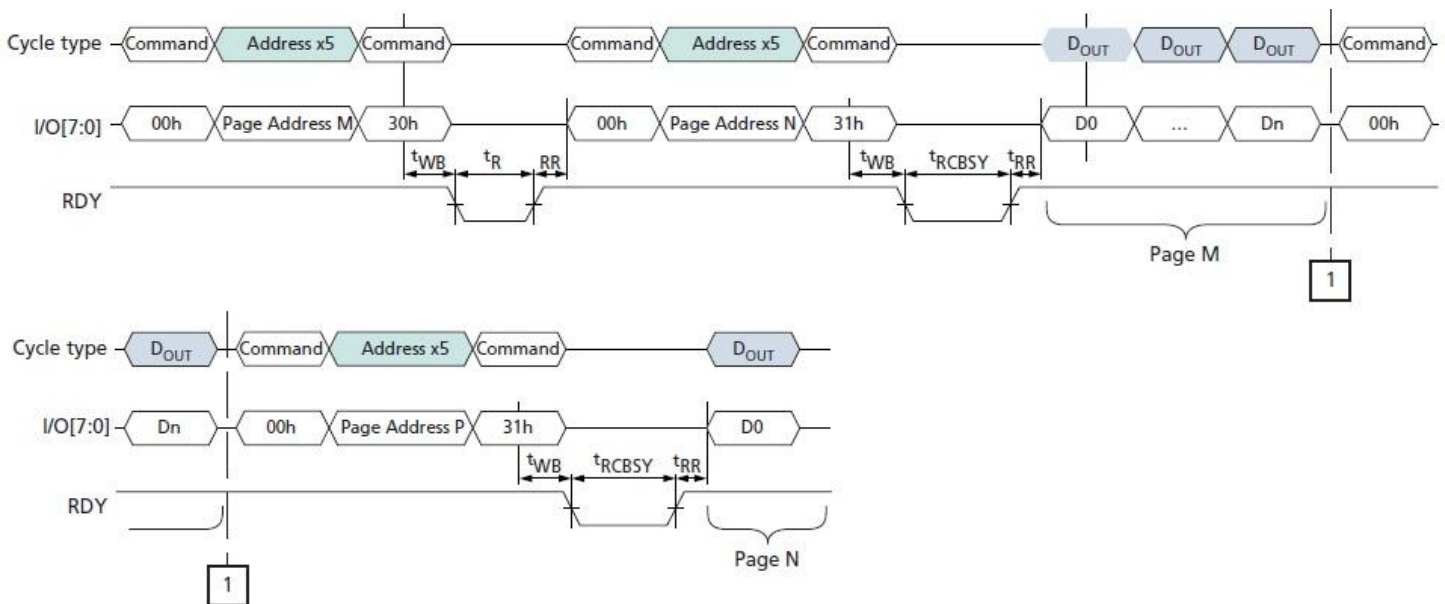 Cycle type Command Address x5 Command Command Address x5 Command DOUT DOUT DOUT Command
I/O[7:0] 00h Page Address M 30h 00h Page Address N 31h D0 ... Dn 00h
tWB tR RR tWB tRCBSY tRR
RDY
Page M
1
Cycle type DOUT Command Address x5 Command DOUT
I/O[7:0] Dn 00h Page Address P 31h D0
tWB tRCBSY tRR
RDY
Page N
1